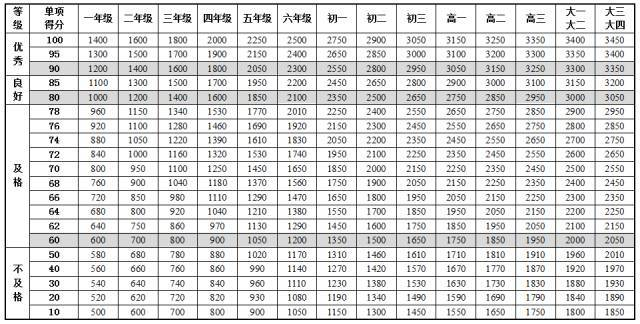 等级 单项得分 一年级 二年级 三年级 四年级 五年级 六年级 初一 初二 初三 高一 高二 高三 大一大二 大三大四
优秀 100 1400 1600 1800 2000 2250 2500 2750 2900 3050 3150 3250 3350 3400 3450
95 1300 1500 1700 1900 2150 2400 2650 2850 3000 3100 3200 3300 3350 3400
90 1200 1400 1600 1800 2050 2300 2550 2800 2950 3050 3150 3250 3300 3350
良好 85 1100 1300 1500 1700 1950 2200 2450 2650 2800 2900 3000 3100 3150 3200
80 1000 1200 1400 1600 1850 2100 2350 2500 2650 2750 2850 2950 3000 3050
及格 78 960 1150 1340 1530 1770 2010 2250 2400 2550 2650 2750 2850 2900 2950
76 920 1100 1280 1460 1690 1920 2150 2300 2450 2550 2650 2750 2800 2850
74 880 1050 1220 1390 1610 1830 2050 2200 2350 2450 2550 2650 2700 2750
72 840 1000 1160 1320 1530 1740 1950 2100 2250 2350 2450 2550 2600 2650
70 800 950 1100 1250 1450 1650 1850 2000 2150 2250 2350 2450 2500 2550
68 760 900 1040 1180 1370 1560 1750 1900 2050 2150 2250 2350 2400 2450
66 720 850 980 1110 1290 1470 1650 1800 1950 2050 2150 2250 2300 2350
64 680 800 920 1040 1210 1380 1550 1700 1850 1950 2050 2150 2200 2250
62 640 750 860 970 1130 1290 1450 1600 1750 1850 1950 2050 2100 2150
60 600 700 800 900 1050 1200 1350 1500 1650 1750 1850 1950 2000 2050
不及格 50 580 680 780 880 1020 1170 1310 1460 1610 1710 1810 1910 1960 2010
40 560 660 760 860 990 1140 1270 1420 1570 1670 1770 1870 1920 1970
30 540 640 740 840 960 1110 1230 1380 1530 1630 1730 1830 1880 1930
20 520 620 720 820 930 1080 1190 1340 1490 1590 1690 1790 1840 1890
10 500 600 700 800 900 1050 1150 1300 1450 1550 1650 1750 1800 1850